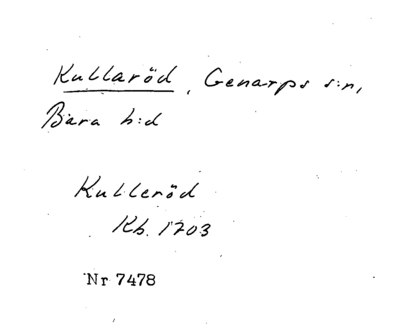 Kullaröd, Genarps s:n,
Bara h:d
Kulleröd
Kb. 1703
Nr 7478